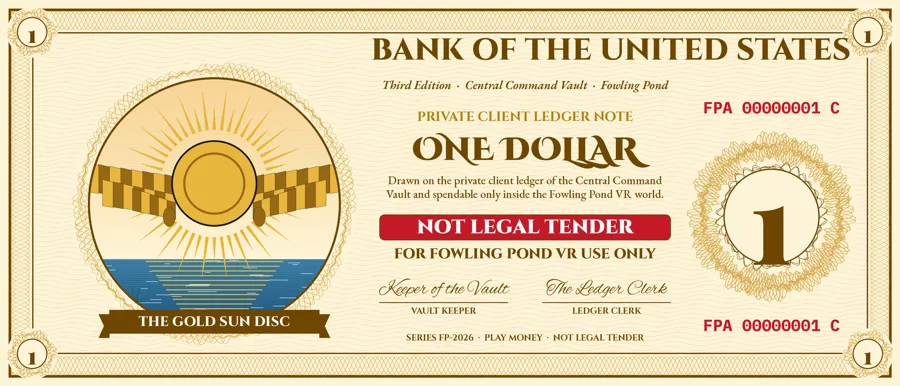 1
1
BANK OF THE UNITED STATES
Third Edition · Central Command Vault · Fowling Pond
FPA 00000001 C
PRIVATE CLIENT LEDGER NOTE
ONE DOLLAR
Drawn on the private client ledger of the Central Command
Vault and spendable only inside the Fowling Pond VR world.
1
NOT LEGAL TENDER
FOR FOWLING POND VR USE ONLY
Keeper of the Vault
The Ledger Clerk
VAULT KEEPER
LEDGER CLERK
THE GOLD SUN DISC
FPA 00000001 C
SERIES FP-2026 · PLAY MONEY · NOT LEGAL TENDER
1
1